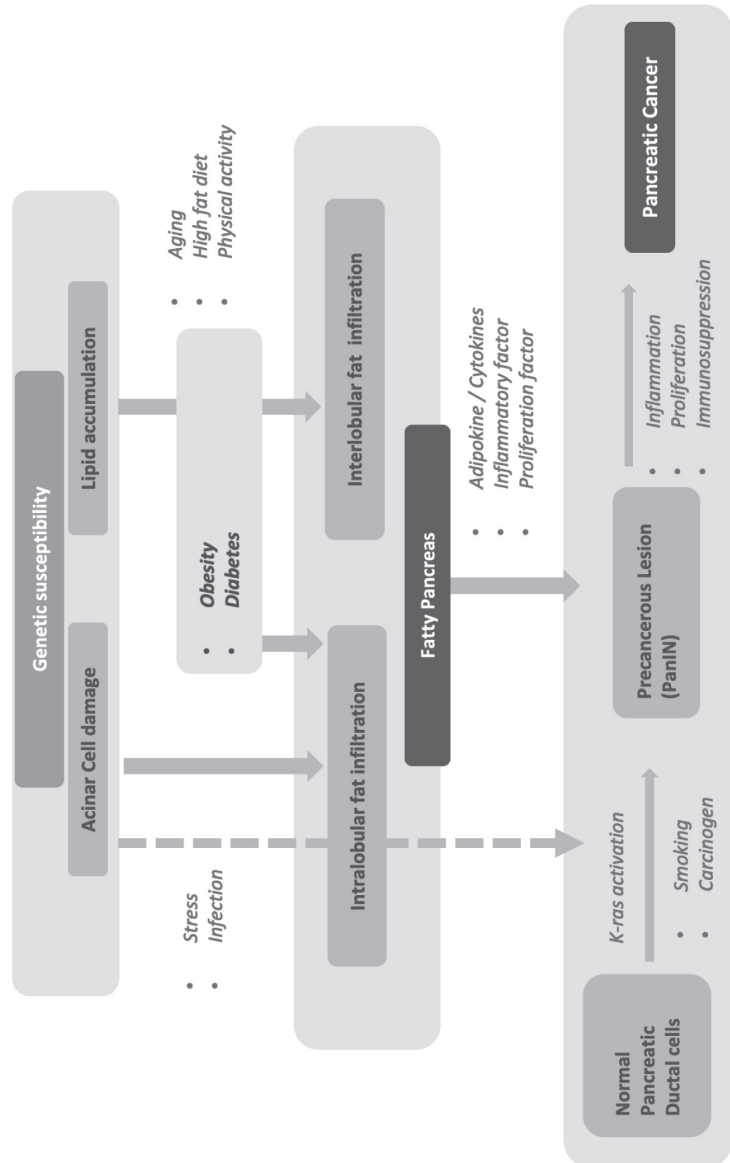 Genetic susceptibility
Acinar Cell damage
Lipid accumulation
• Stress
• Infection
• Obesity
• Diabetes
• Aging
• High fat diet
• Physical activity
Intralobular fat infiltration
Interlobular fat infiltration
Fatty Pancreas
• Adipokine / Cytokines
• Inflammatory factor
• Proliferation factor
Normal
Pancreatic
Ductal cells
K-ras activation
• Smoking
• Carcinogen
Precancerous Lesion
(PanIN)
• Inflammation
• Proliferation
• Immunosuppression
Pancreatic Cancer